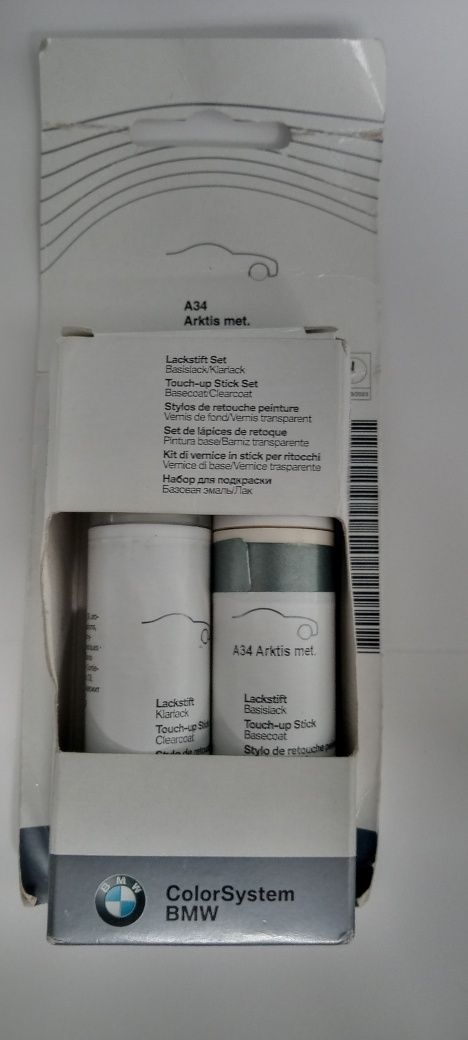 A34
Arktis met.
Lackstift Set
Basislack/Klarlack
Touch-up Stick Set
Basecoat/Clearcoat
Stylos de retouche peinture
Vernis de fond/Vernis transparent
Set de lápices de retoque
Pintura base/Barniz transparente
Kit di vernice in stick per ritocchi
Vernice di base/Vernice trasparente
Набор для подкраски
Базовая эмаль/Лак
Lackstift
Klarlack
Touch-up Stick
Clearcoat
A34 Arktis met.
Lackstift
Basislack
Touch-up Stick
Basecoat
Stylo de retouche
BMW
ColorSystem
BMW